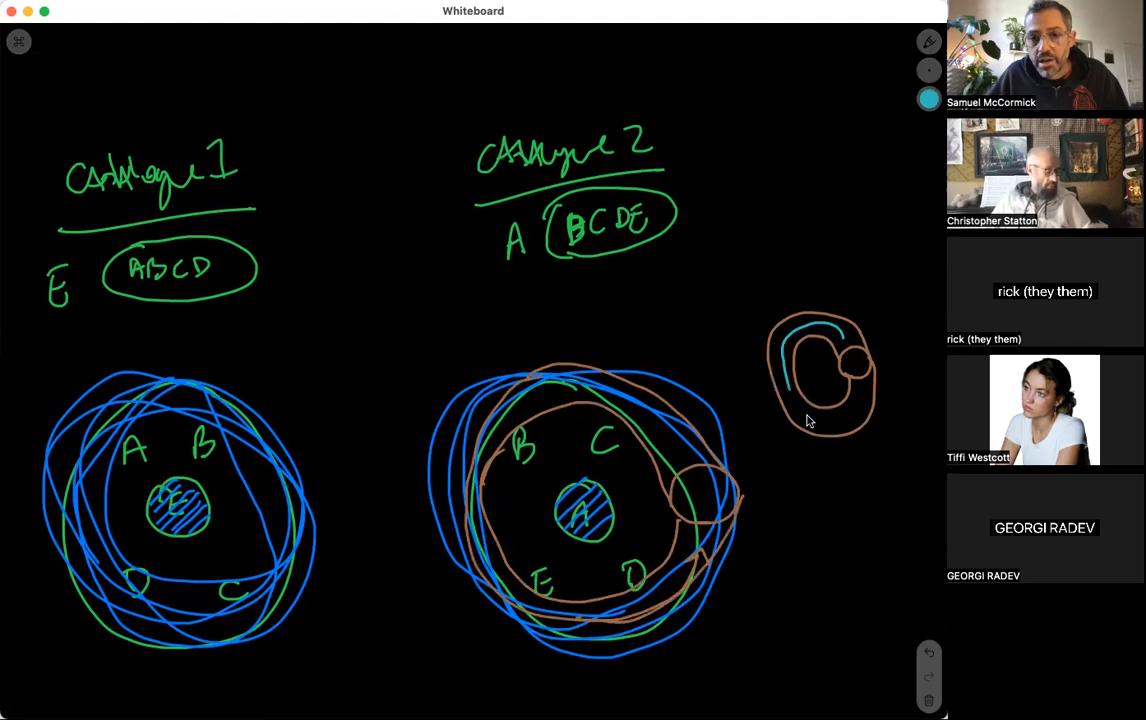 Whiteboard
Catalogue 1
E ABCD
Catalogue 2
A BCDE
A B
E
D C
B C
A
E D
Samuel McCormick
Christopher Statton
rick (they them)
rick (they them)
Tiffi Westcott
GEORGI RADEV
GEORGI RADEV